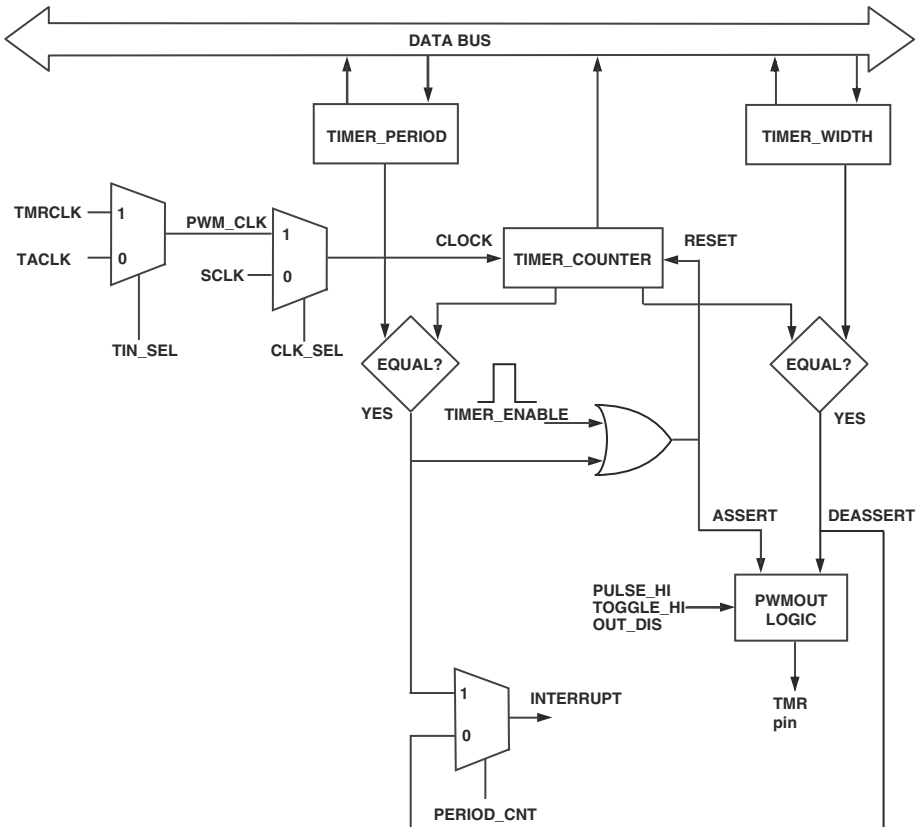 DATA BUS
TIMER_PERIOD
TIMER_WIDTH
TMRCLK
1
PWM_CLK
TACLK
0
1
SCLK
0
CLOCK
TIMER_COUNTER
RESET
TIN_SEL
CLK_SEL
EQUAL?
EQUAL?
YES
TIMER_ENABLE
YES
ASSERT
DEASSERT
PULSE_HI
TOGGLE_HI
OUT_DIS
PWMOUT
LOGIC
1
INTERRUPT
TMR
pin
0
PERIOD_CNT